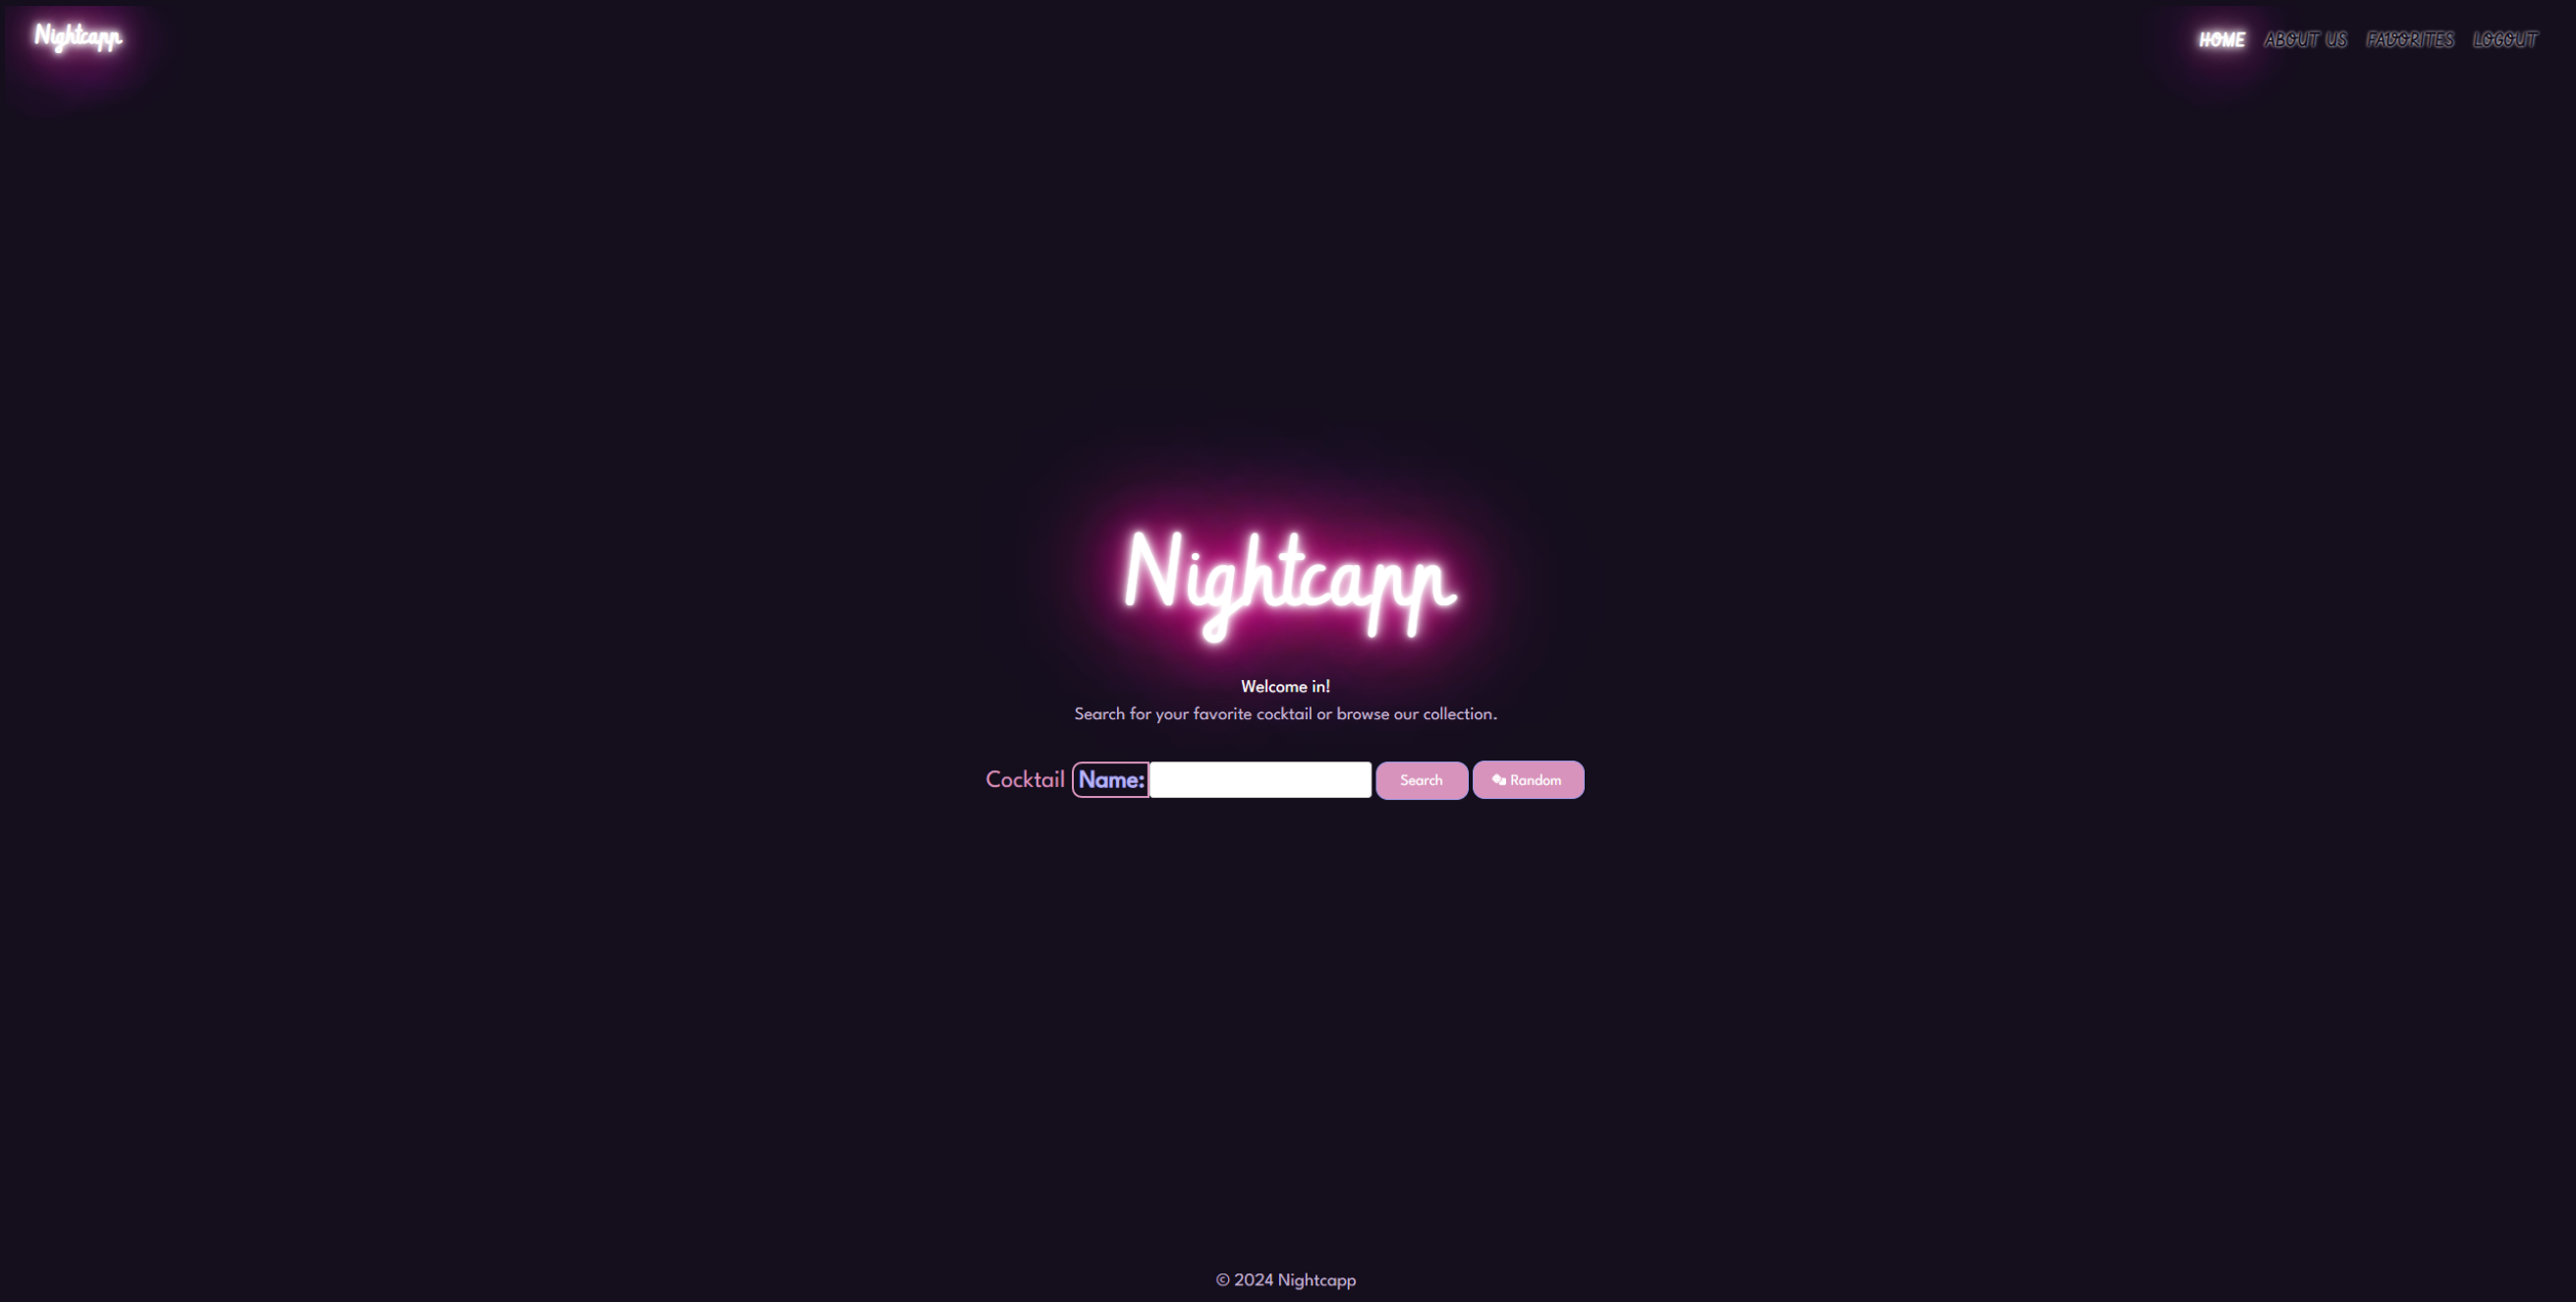 Nightcapp
HOME ABOUT US FAVORITES LOGOUT
Nightcapp
Welcome in!
Search for your favorite cocktail or browse our collection.
Cocktail Name: Search Random
© 2024 Nightcapp